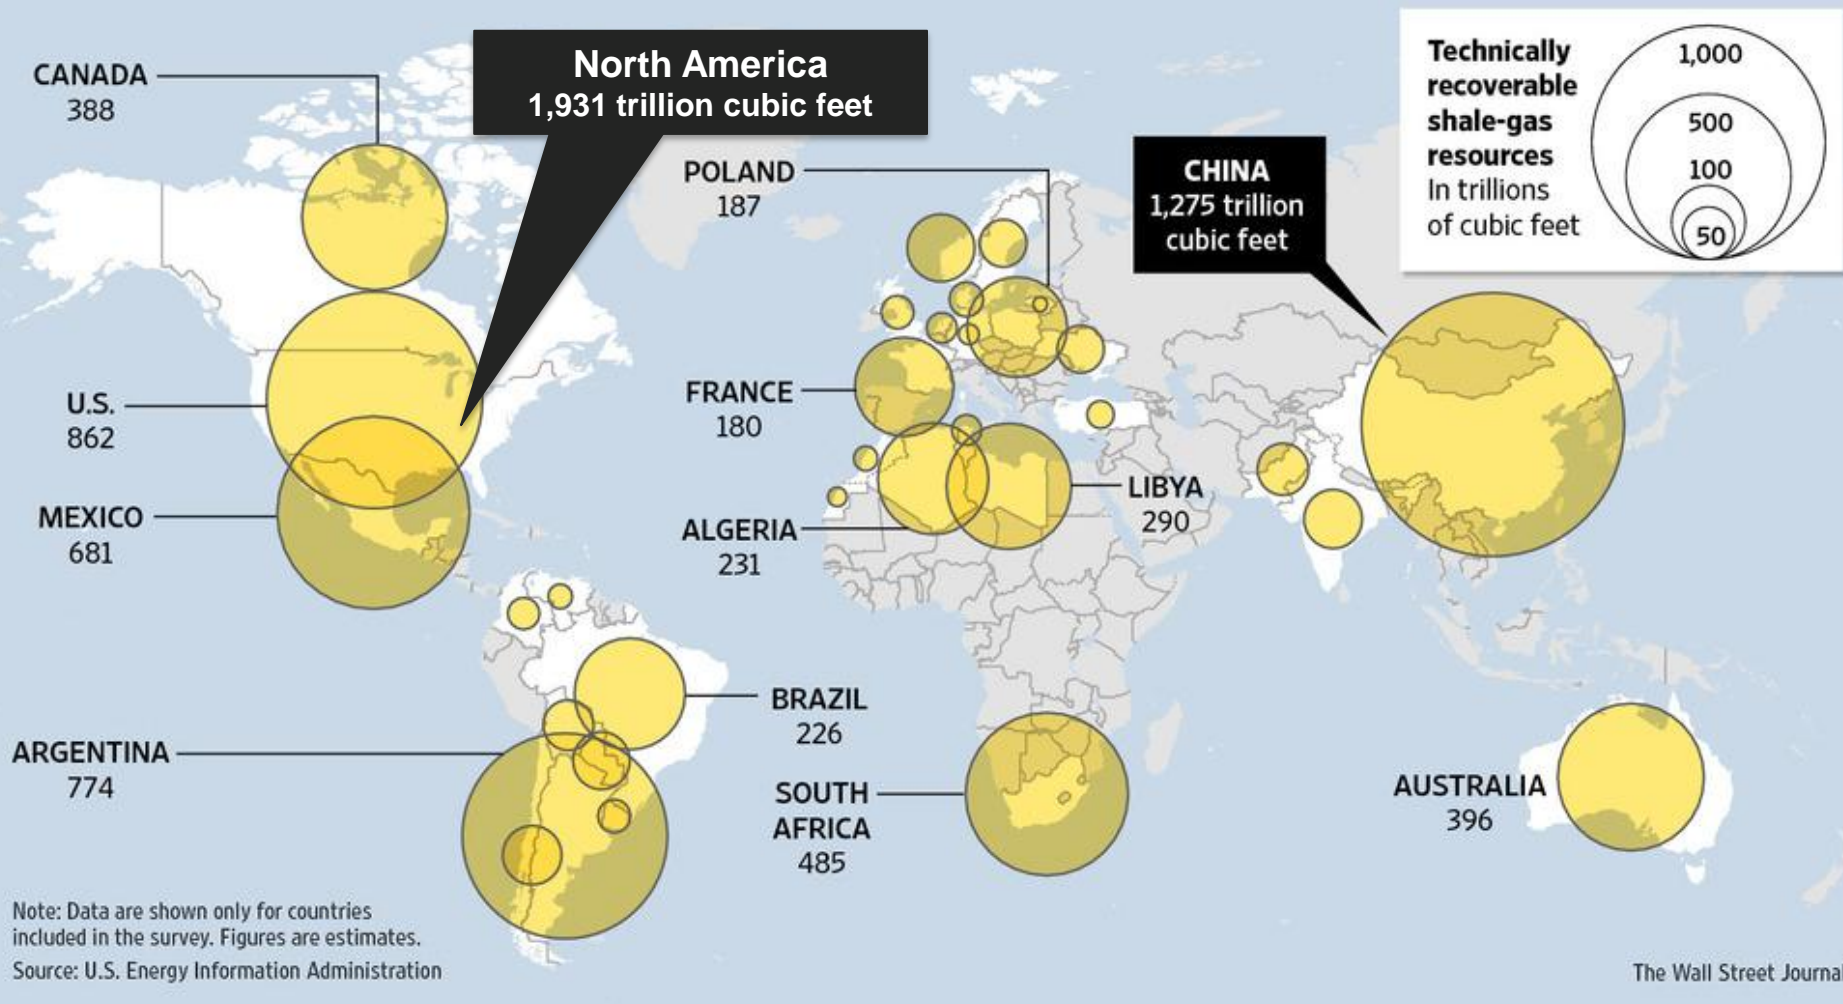 CANADA
388
North America
1,931 trillion cubic feet
POLAND
187
CHINA
1,275 trillion
cubic feet
Technically
recoverable
shale-gas
resources
In trillions
of cubic feet
1,000
500
100
50
U.S.
862
MEXICO
681
FRANCE
180
ALGERIA
231
LIBYA
290
ARGENTINA
774
BRAZIL
226
SOUTH
AFRICA
485
AUSTRALIA
396
Note: Data are shown only for countries
included in the survey. Figures are estimates.
Source: U.S. Energy Information Administration
The Wall Street Journal